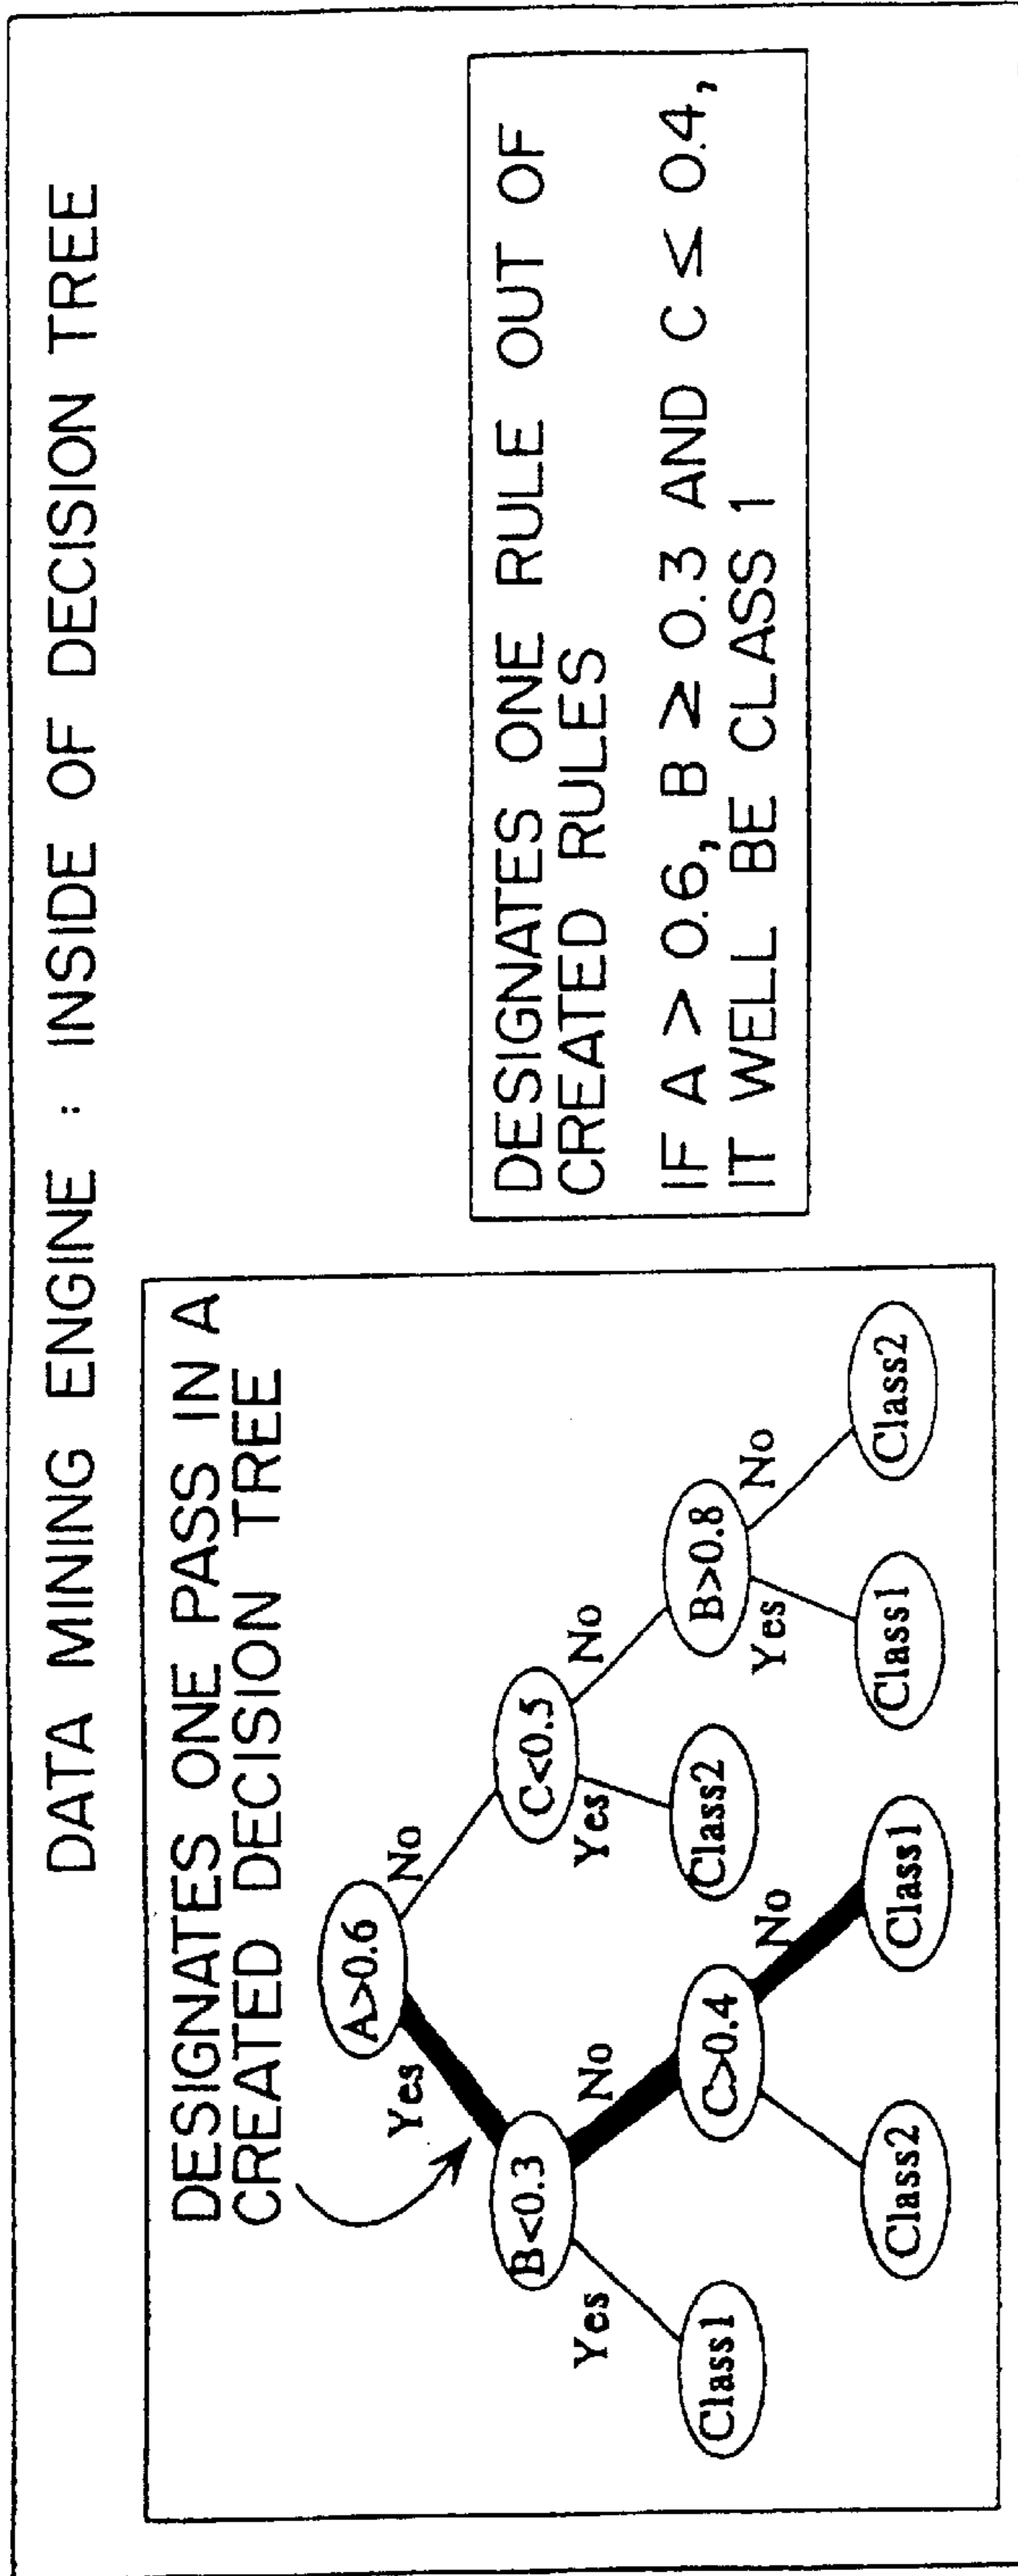 DATA MINING ENGINE : INSIDE OF DECISION TREE
DESIGNATES ONE PASS IN A
CREATED DECISION TREE
A>0.6
Yes
No
B<0.3
C<0.5
Yes
No
Yes
No
Class1
C>0.4
Class2
B>0.8
No
Yes
No
Class2
Class1
Class1
Class2
DESIGNATES ONE RULE OUT OF
CREATED RULES
IF A > 0.6, B ≥ 0.3 AND C ≤ 0.4,
IT WELL BE CLASS 1